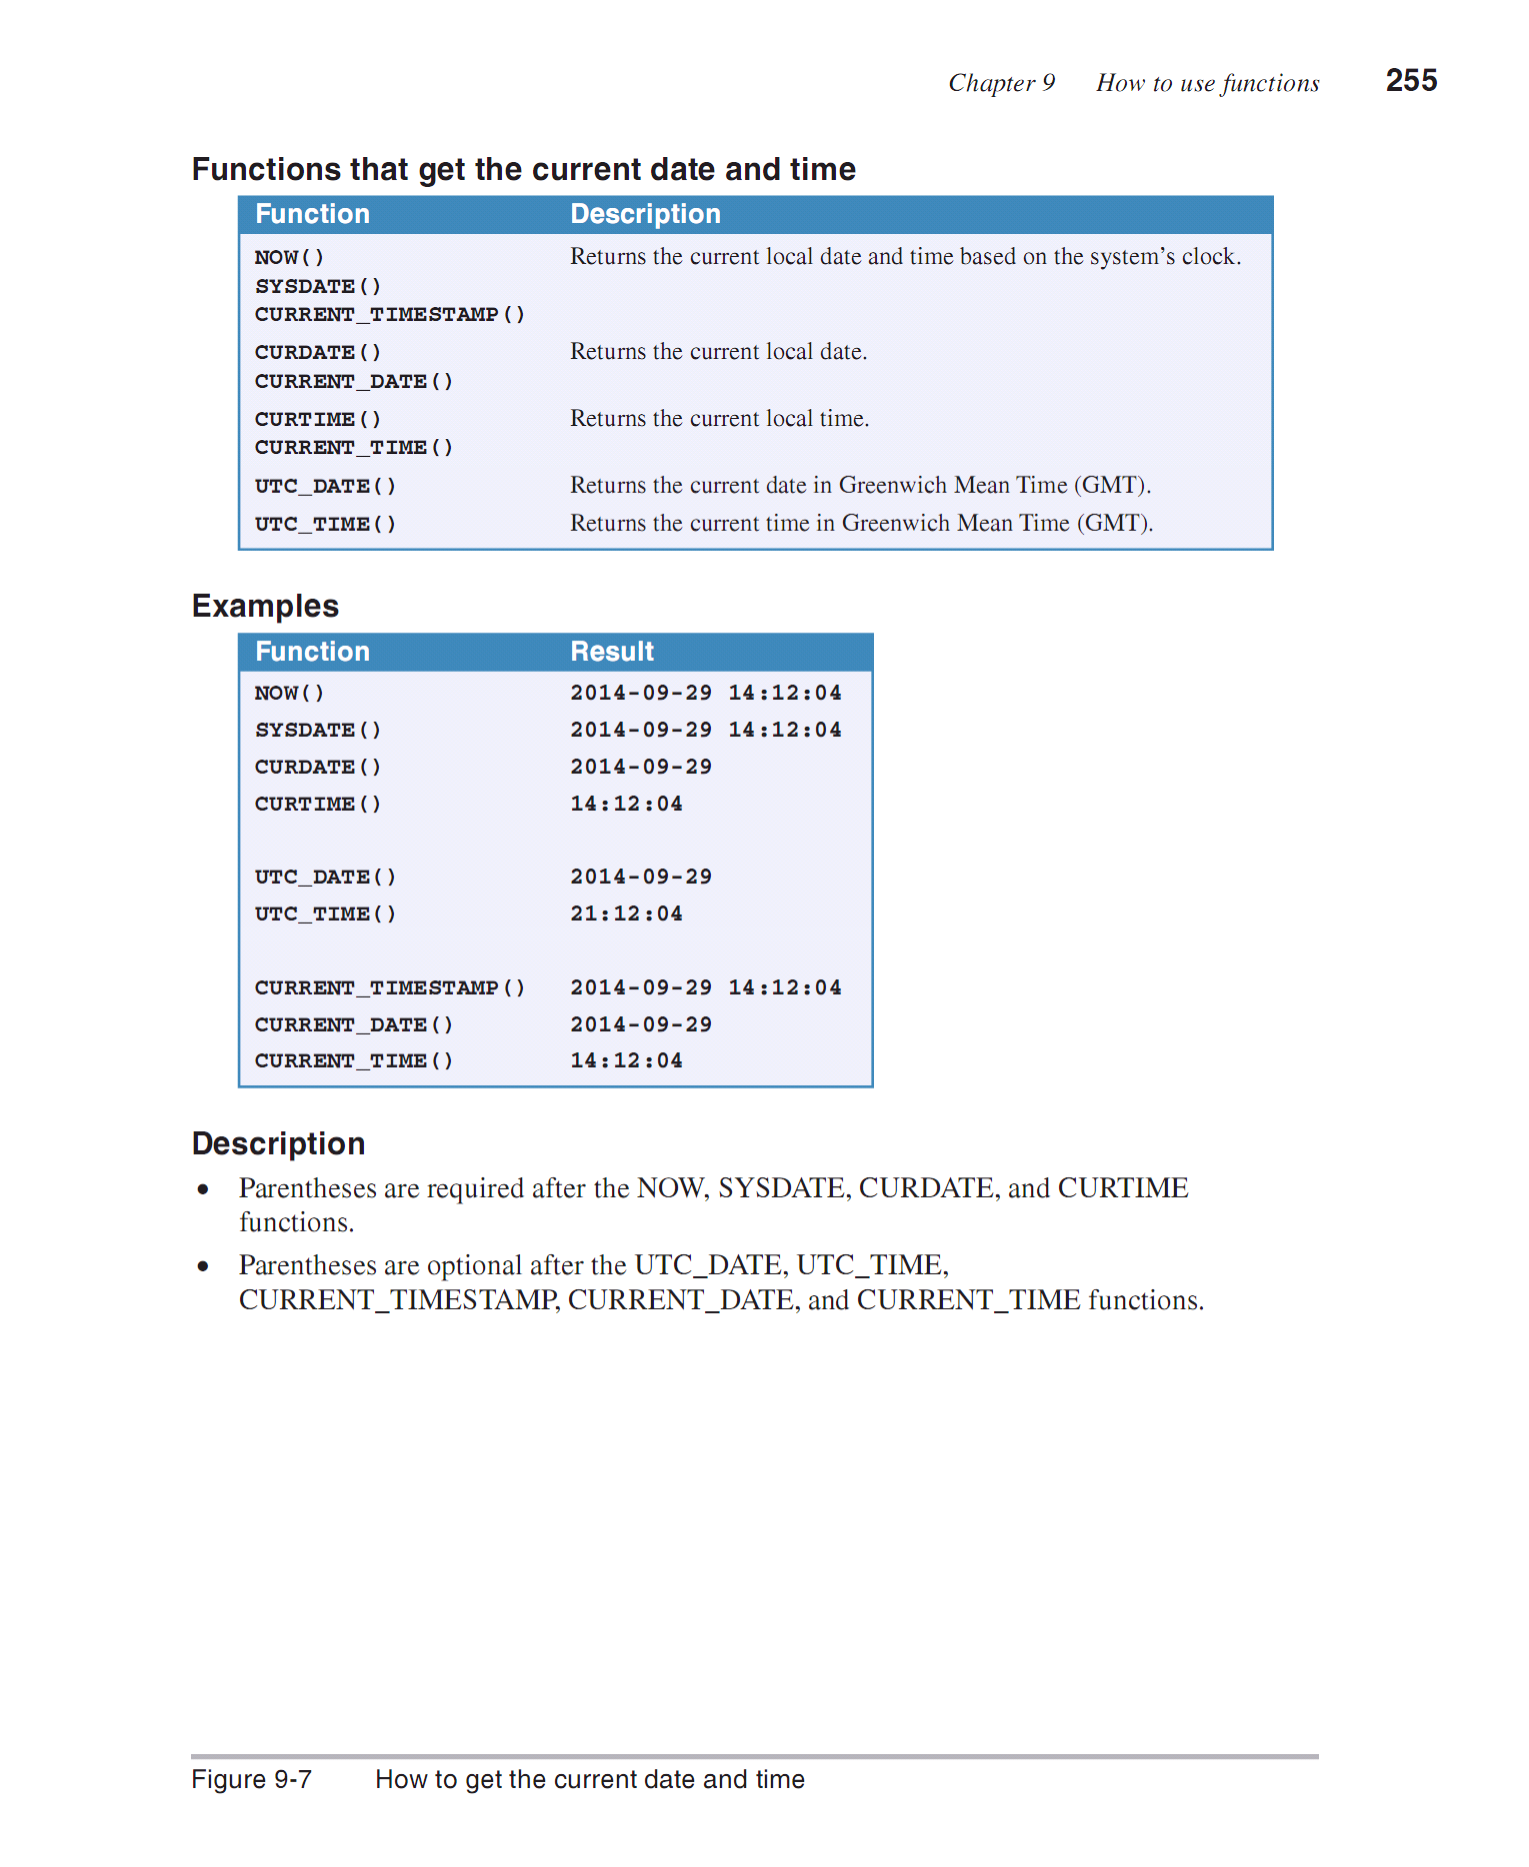 Chapter 9 How to use functions 255
Functions that get the current date and time
Function Description
NOW() Returns the current local date and time based on the system’s clock.
SYSDATE()
CURRENT_TIMESTAMP()
CURDATE() Returns the current local date.
CURRENT_DATE()
CURTIME() Returns the current local time.
CURRENT_TIME()
UTC_DATE() Returns the current date in Greenwich Mean Time (GMT).
UTC_TIME() Returns the current time in Greenwich Mean Time (GMT).
Examples
Function Result
NOW() 2014-09-29 14:12:04
SYSDATE() 2014-09-29 14:12:04
CURDATE() 2014-09-29
CURTIME() 14:12:04
UTC_DATE() 2014-09-29
UTC_TIME() 21:12:04
CURRENT_TIMESTAMP() 2014-09-29 14:12:04
CURRENT_DATE() 2014-09-29
CURRENT_TIME() 14:12:04
Description
• Parentheses are required after the NOW, SYSDATE, CURDATE, and CURTIME
functions.
• Parentheses are optional after the UTC_DATE, UTC_TIME,
CURRENT_TIMESTAMP, CURRENT_DATE, and CURRENT_TIME functions.
Figure 9-7 How to get the current date and time